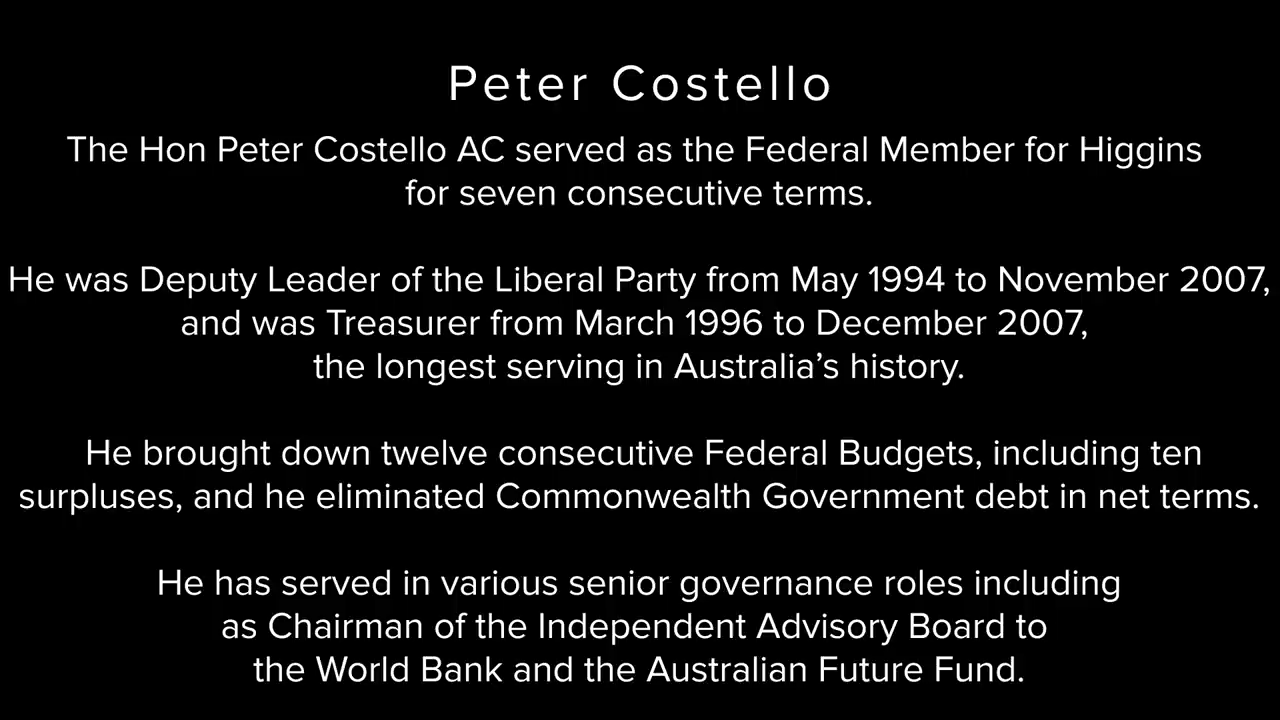 Peter Costello
The Hon Peter Costello AC served as the Federal Member for Higgins
for seven consecutive terms.
He was Deputy Leader of the Liberal Party from May 1994 to November 2007,
and was Treasurer from March 1996 to December 2007,
the longest serving in Australia’s history.
He brought down twelve consecutive Federal Budgets, including ten
surpluses, and he eliminated Commonwealth Government debt in net terms.
He has served in various senior governance roles including
as Chairman of the Independent Advisory Board to
the World Bank and the Australian Future Fund.